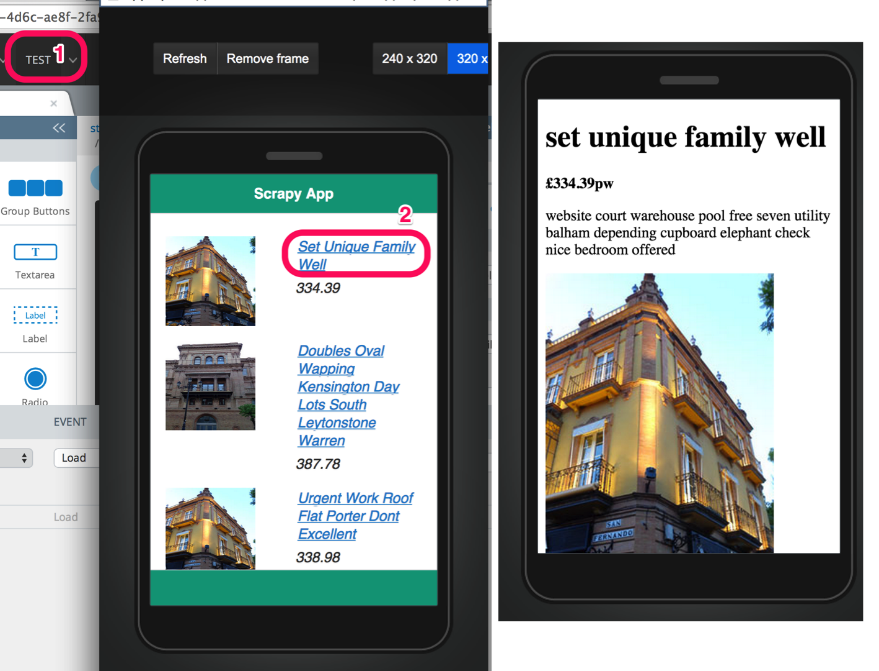 -4d6c-ae8f-2fa
TEST
1
Refresh
Remove frame
240 x 320
320 x
Group Buttons
T
Textarea
Label
Label
Radio
EVENT
Load
Load
Scrapy App
2
Set Unique Family
Well
334.39
Doubles Oval
Wapping
Kensington Day
Lots South
Leytonstone
Warren
387.78
Urgent Work Roof
Flat Porter Dont
Excellent
338.98
set unique family well
£334.39pw
website court warehouse pool free seven utility
balham depending cupboard elephant check
nice bedroom offered
SAN
FERNANDO